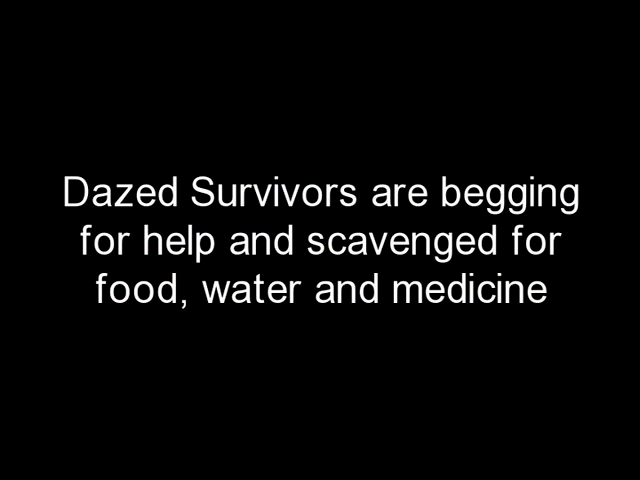 Dazed Survivors are begging
for help and scavenged for
food, water and medicine